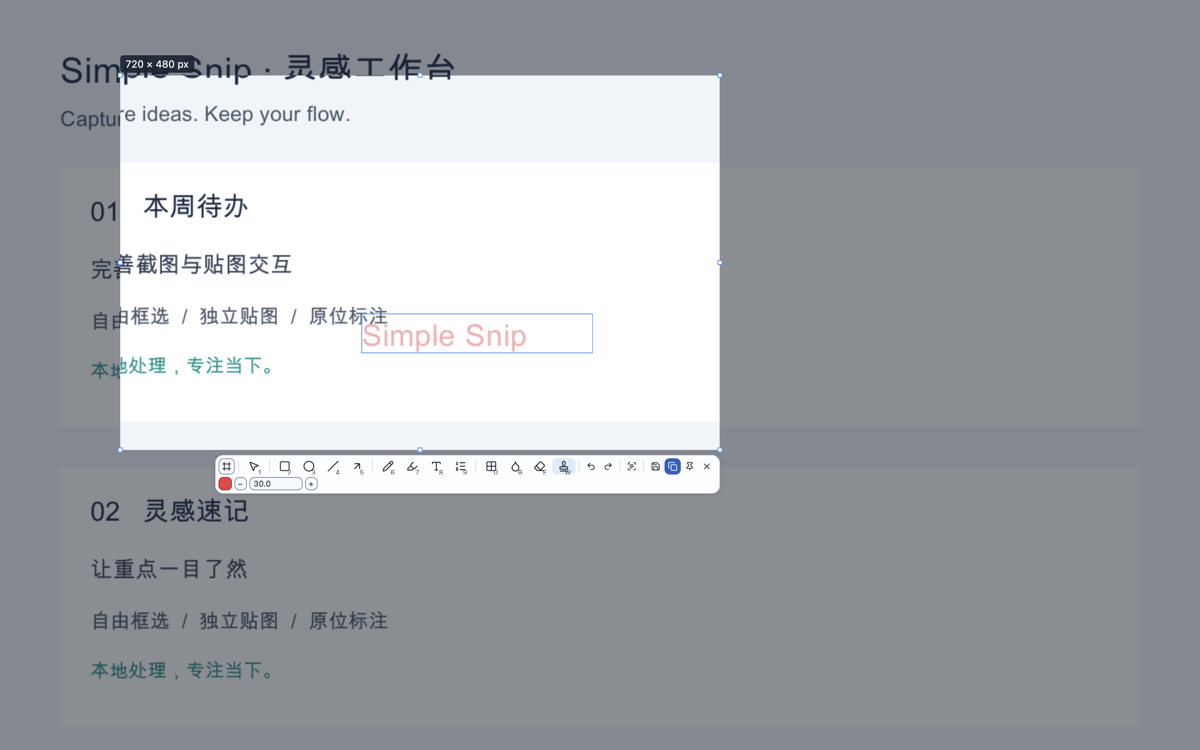 720 × 480 px
Simple Snip · 灵感工作台
Capture ideas. Keep your flow.
01 本周待办
完善截图与贴图交互
自由框选 / 独立贴图 / 原位标注
Simple Snip
本地处理，专注当下。
30.0
02 灵感速记
让重点一目了然
自由框选 / 独立贴图 / 原位标注
本地处理，专注当下。